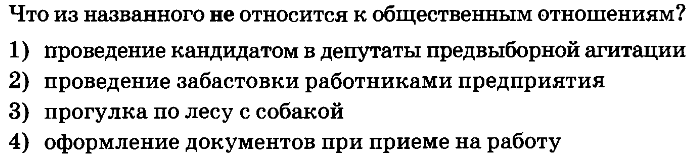 Что из названного не относится к общественным отношениям?
1) проведение кандидатом в депутаты предвыборной агитации
2) проведение забастовки работниками предприятия
3) прогулка по лесу с собакой
4) оформление документов при приеме на работу